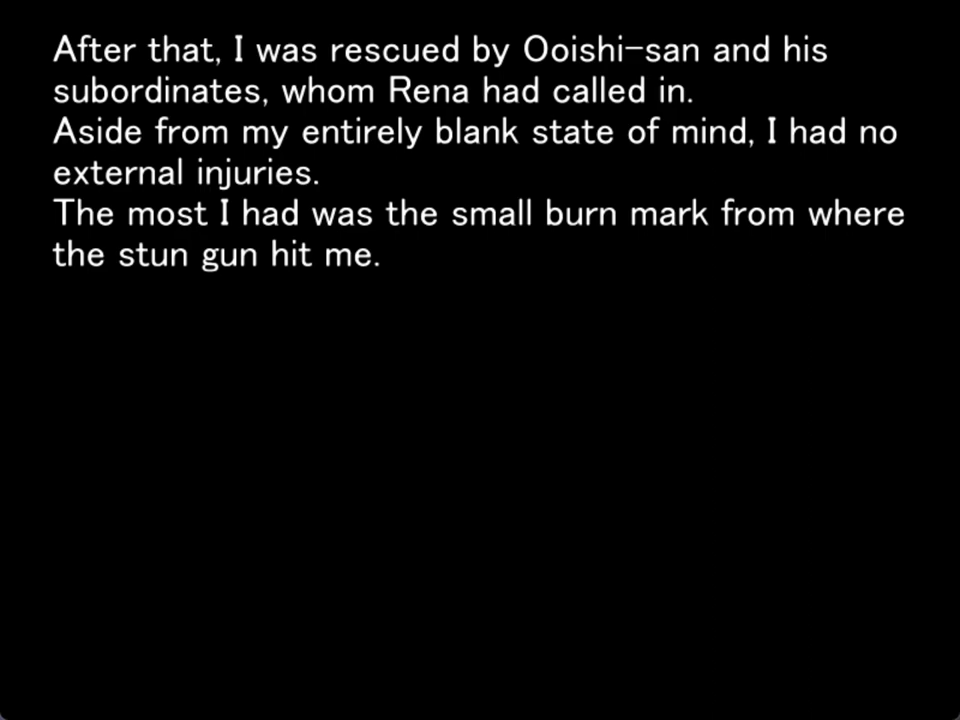 After that, I was rescued by Ooishi-san and his
subordinates, whom Rena had called in.
Aside from my entirely blank state of mind, I had no
external injuries.
The most I had was the small burn mark from where
the stun gun hit me.